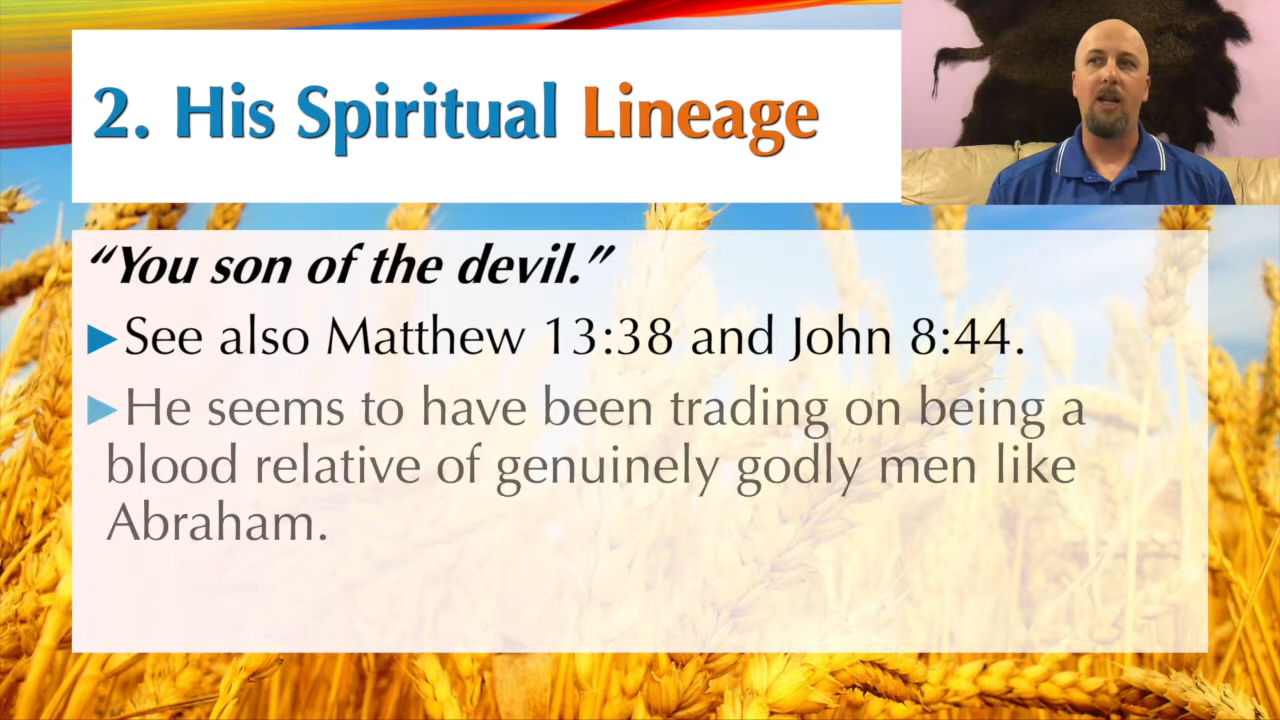 2. His Spiritual Lineage
“You son of the devil.”
►See also Matthew 13:38 and John 8:44.
►He seems to have been trading on being a
blood relative of genuinely godly men like
Abraham.